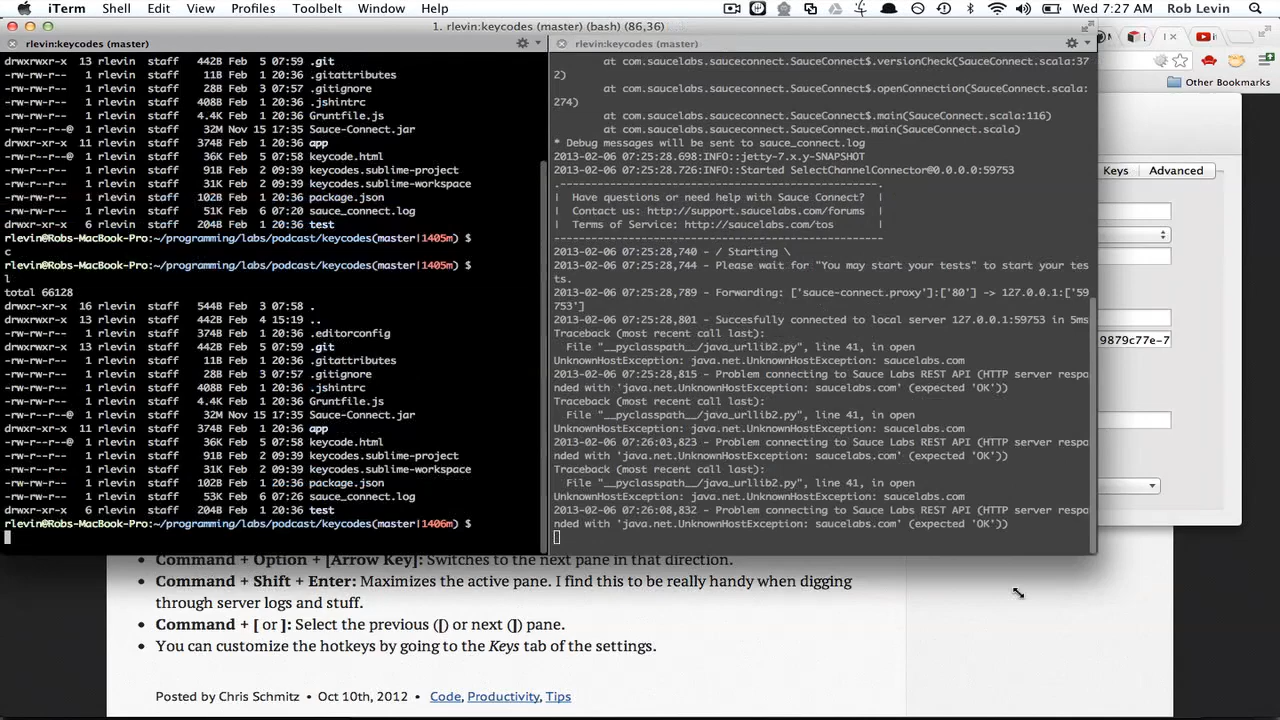 iTerm Shell Edit View Profiles Toolbelt Window Help Wed 7:27 AM Rob Levin
1. rlevin:keycodes (master) (bash) (86,36)
rlevin:keycodes (master)
drwxrwxr-x 13 rlevin staff 442B Feb 5 07:59 .git
-rw-rw-r-- 1 rlevin staff 11B Feb 1 20:36 .gitattributes
-rw-rw-r-- 1 rlevin staff 28B Feb 3 07:57 .gitignore
-rw-rw-r-- 1 rlevin staff 408B Feb 1 20:36 .jshintrc
-rw-rw-r-- 1 rlevin staff 4.4K Feb 1 20:36 Gruntfile.js
-rw-r--r--@ 1 rlevin staff 32M Nov 15 17:35 Sauce-Connect.jar
drwxr-xr-x 11 rlevin staff 374B Feb 1 20:36 app
-rw-rw-r--@ 1 rlevin staff 36K Feb 5 07:58 keycode.html
-rw-rw-r-- 1 rlevin staff 91B Feb 2 09:39 keycodes.sublime-project
-rw-rw-r-- 1 rlevin staff 31K Feb 2 09:39 keycodes.sublime-workspace
-rw-rw-r-- 1 rlevin staff 102B Feb 1 20:36 package.json
-rw-rw-r-- 1 rlevin staff 51K Feb 6 07:20 sauce_connect.log
drwxr-xr-x 6 rlevin staff 204B Feb 1 20:36 test
rlevin@Robs-MacBook-Pro:~/programming/labs/podcast/keycodes(master|1405m) $
c
rlevin@Robs-MacBook-Pro:~/programming/labs/podcast/keycodes(master|1405m) $
l
total 66128
drwxr-xr-x 16 rlevin staff 544B Feb 3 07:58 .
drwxr-xr-x 13 rlevin staff 442B Feb 4 15:19 ..
-rw-rw-r-- 1 rlevin staff 374B Feb 1 20:36 .editorconfig
drwxrwxr-x 13 rlevin staff 442B Feb 5 07:59 .git
-rw-rw-r-- 1 rlevin staff 11B Feb 1 20:36 .gitattributes
-rw-rw-r-- 1 rlevin staff 28B Feb 3 07:57 .gitignore
-rw-rw-r-- 1 rlevin staff 408B Feb 1 20:36 .jshintrc
-rw-rw-r-- 1 rlevin staff 4.4K Feb 1 20:36 Gruntfile.js
-rw-r--r--@ 1 rlevin staff 32M Nov 15 17:35 Sauce-Connect.jar
drwxr-xr-x 11 rlevin staff 374B Feb 1 20:36 app
-rw-rw-r--@ 1 rlevin staff 36K Feb 5 07:58 keycode.html
-rw-rw-r-- 1 rlevin staff 91B Feb 2 09:39 keycodes.sublime-project
-rw-rw-r-- 1 rlevin staff 31K Feb 2 09:39 keycodes.sublime-workspace
-rw-rw-r-- 1 rlevin staff 102B Feb 1 20:36 package.json
-rw-rw-r-- 1 rlevin staff 53K Feb 6 07:26 sauce_connect.log
drwxr-xr-x 6 rlevin staff 204B Feb 1 20:36 test
rlevin@Robs-MacBook-Pro:~/programming/labs/podcast/keycodes(master|1406m) $
rlevin:keycodes (master)
at com.saucelabs.sauceconnect.SauceConnect$.versionCheck(SauceConnect.scala:37
2)
at com.saucelabs.sauceconnect.SauceConnect$.openConnection(SauceConnect.scala:
274)
at com.saucelabs.sauceconnect.SauceConnect$.main(SauceConnect.scala:116)
at com.saucelabs.sauceconnect.SauceConnect.main(SauceConnect.scala)
* Debug messages will be sent to sauce_connect.log
2013-02-06 07:25:28.698:INFO::jetty-7.x.y-SNAPSHOT
2013-02-06 07:25:28.726:INFO::Started SelectChannelConnector@0.0.0.0:59753
.---------------------------------------------------.
| Have questions or need help with Sauce Connect? |
| Contact us: http://support.saucelabs.com/forums |
| Terms of Service: http://saucelabs.com/tos |
-----------------------------------------------------
2013-02-06 07:25:28,740 - / Starting \
2013-02-06 07:25:28,744 - Please wait for "You may start your tests" to start your tes
ts.
2013-02-06 07:25:28,789 - Forwarding: ['sauce-connect.proxy']:['80'] -> 127.0.0.1:['59
753']
2013-02-06 07:25:28,801 - Succesfully connected to local server 127.0.0.1:59753 in 5ms
Traceback (most recent call last):
File "__pyclasspath__/java_urllib2.py", line 41, in open
UnknownHostException: java.net.UnknownHostException: saucelabs.com
2013-02-06 07:25:28,815 - Problem connecting to Sauce Labs REST API (HTTP server respo
nded with 'java.net.UnknownHostException: saucelabs.com' (expected 'OK'))
Traceback (most recent call last):
File "__pyclasspath__/java_urllib2.py", line 41, in open
UnknownHostException: java.net.UnknownHostException: saucelabs.com
2013-02-06 07:26:03,823 - Problem connecting to Sauce Labs REST API (HTTP server respo
nded with 'java.net.UnknownHostException: saucelabs.com' (expected 'OK'))
Traceback (most recent call last):
File "__pyclasspath__/java_urllib2.py", line 41, in open
UnknownHostException: java.net.UnknownHostException: saucelabs.com
2013-02-06 07:26:08,832 - Problem connecting to Sauce Labs REST API (HTTP server respo
nded with 'java.net.UnknownHostException: saucelabs.com' (expected 'OK'))
Other Bookmarks
Keys Advanced
9879c77e-7
• Command + Option + [Arrow Key]: Switches to the next pane in that direction.
• Command + Shift + Enter: Maximizes the active pane. I find this to be really handy when digging
through server logs and stuff.
• Command + [ or ]: Select the previous ([) or next (]) pane.
• You can customize the hotkeys by going to the Keys tab of the settings.
Posted by Chris Schmitz • Oct 10th, 2012 • Code, Productivity, Tips